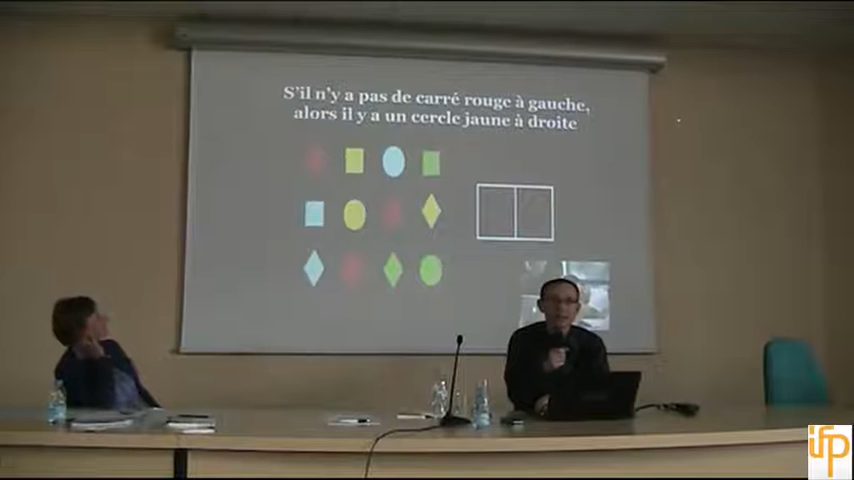 S'il n'y a pas de carré rouge à gauche,
alors il y a un cercle jaune à droite
ifp